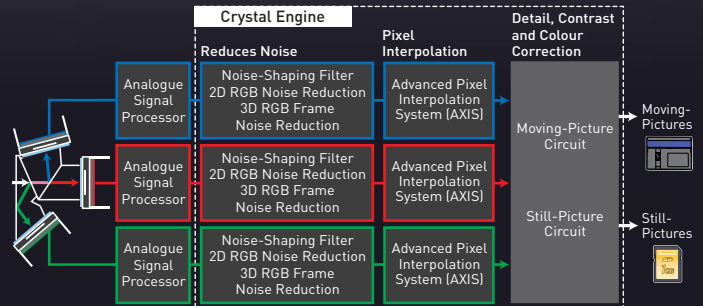 Crystal Engine
Reduces Noise
Pixel
Interpolation
Detail, Contrast
and Colour
Correction
Analogue
Signal
Processor
Noise-Shaping Filter
2D RGB Noise Reduction
3D RGB Frame
Noise Reduction
Advanced Pixel
Interpolation
System (AXIS)
Analogue
Signal
Processor
Noise-Shaping Filter
2D RGB Noise Reduction
3D RGB Frame
Noise Reduction
Advanced Pixel
Interpolation
System (AXIS)
Analogue
Signal
Processor
Noise-Shaping Filter
2D RGB Noise Reduction
3D RGB Frame
Noise Reduction
Advanced Pixel
Interpolation
System (AXIS)
Moving-Picture
Circuit
Still-Picture
Circuit
Moving-
Pictures
Still-
Pictures
1GB